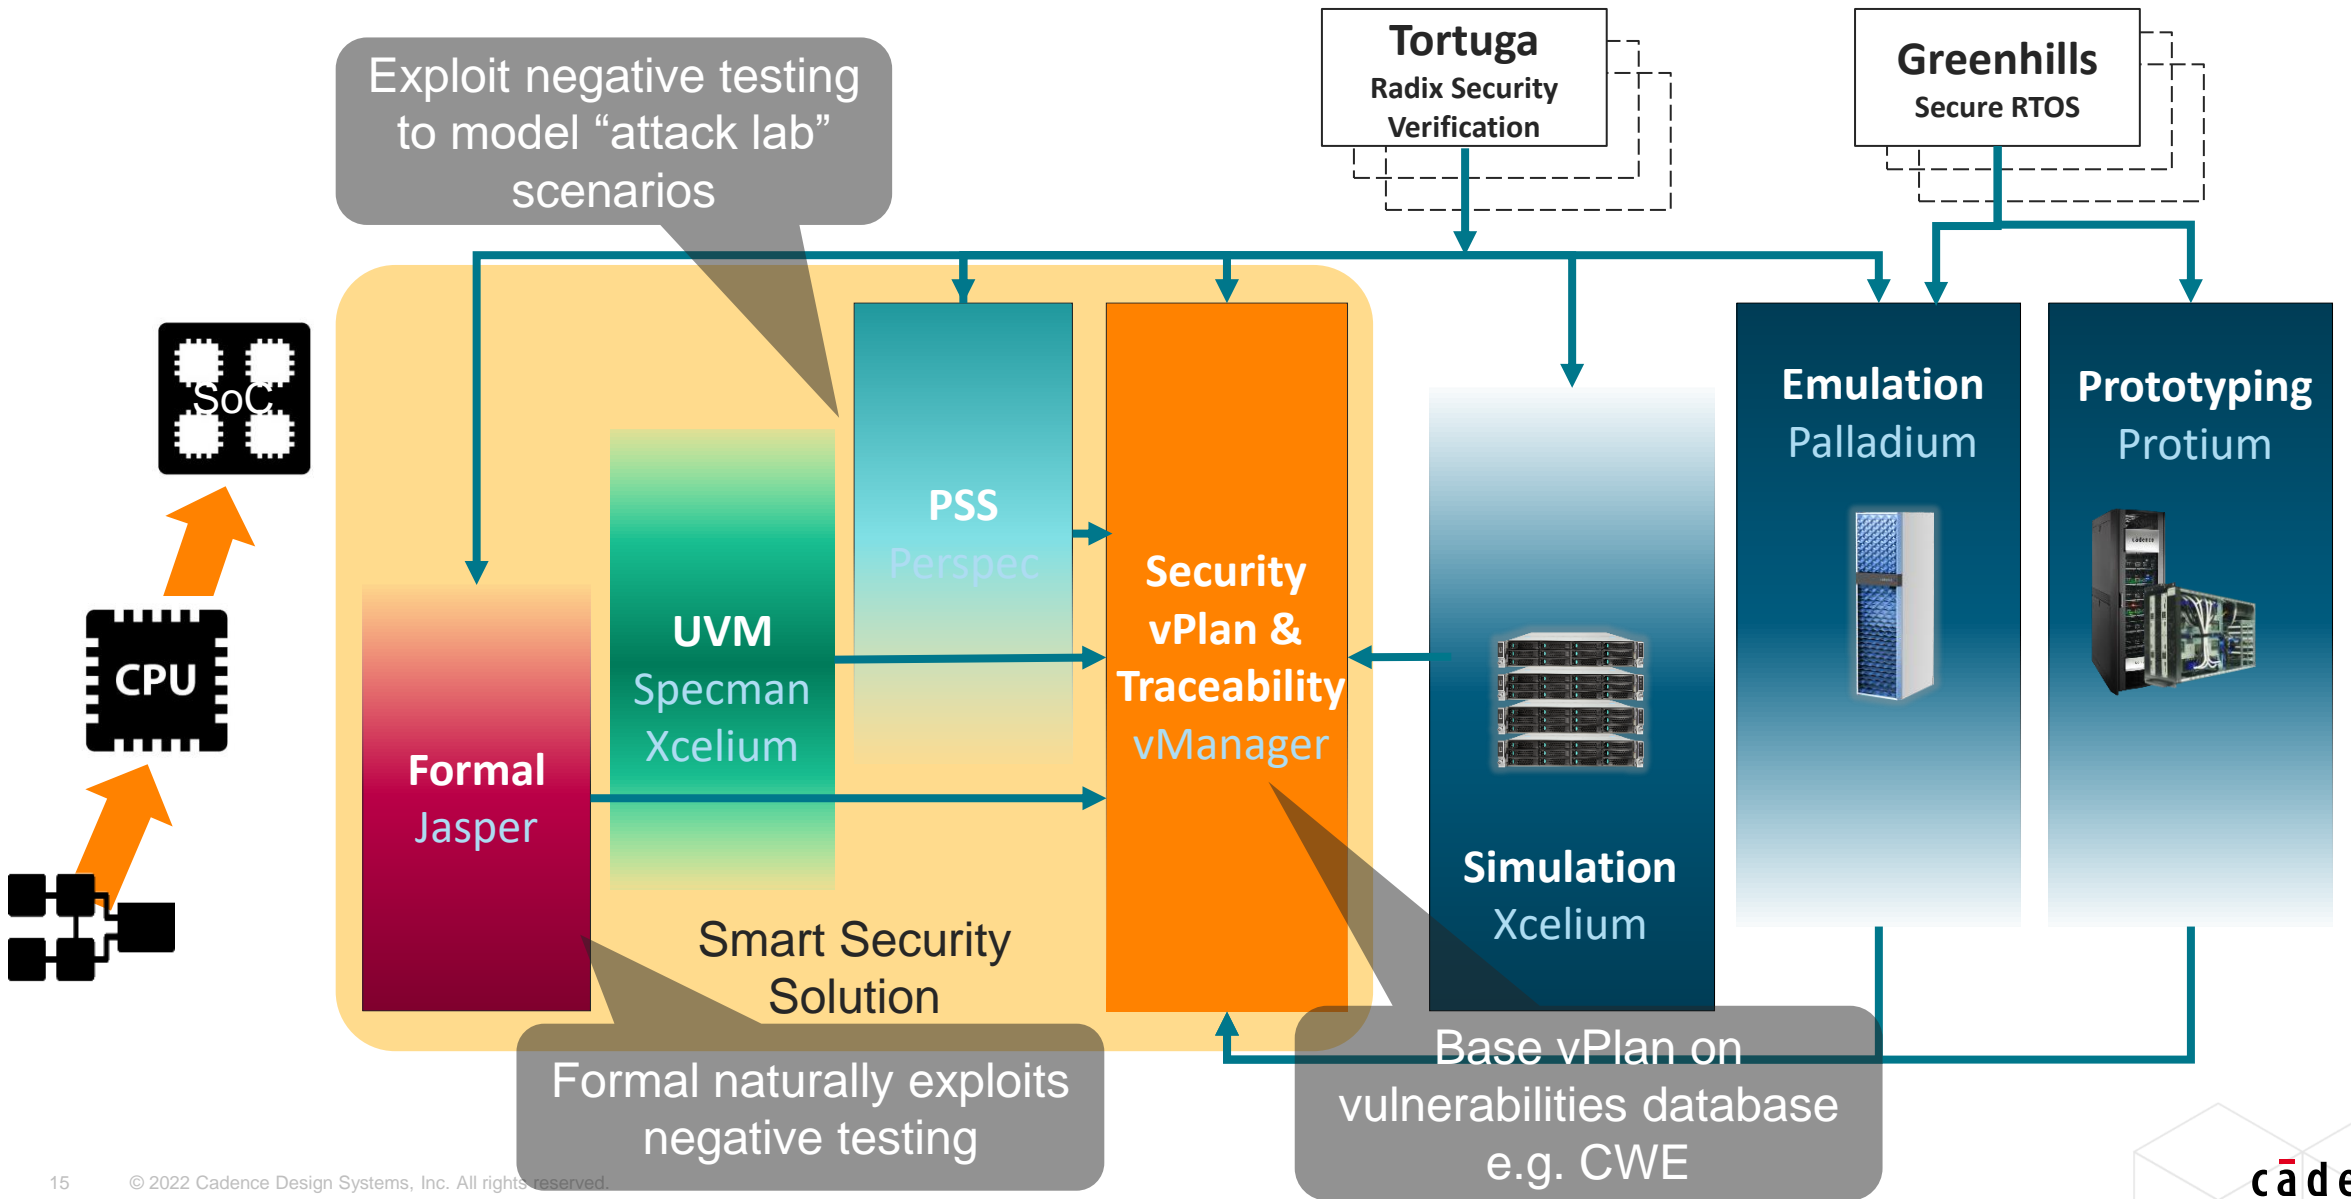 Tortuga
Radix Security
Verification
Greenhills
Secure RTOS
Exploit negative testing
to model “attack lab”
scenarios
SoC
CPU
Formal
Jasper
UVM
Specman
Xcelium
PSS
Perspec
Security
vPlan &
Traceability
vManager
Simulation
Xcelium
Emulation
Palladium
Prototyping
Protium
cadence
Smart Security
Solution
Formal naturally exploits
negative testing
Base vPlan on
vulnerabilities database
e.g. CWE
15
© 2022 Cadence Design Systems, Inc. All rights reserved.
cāde